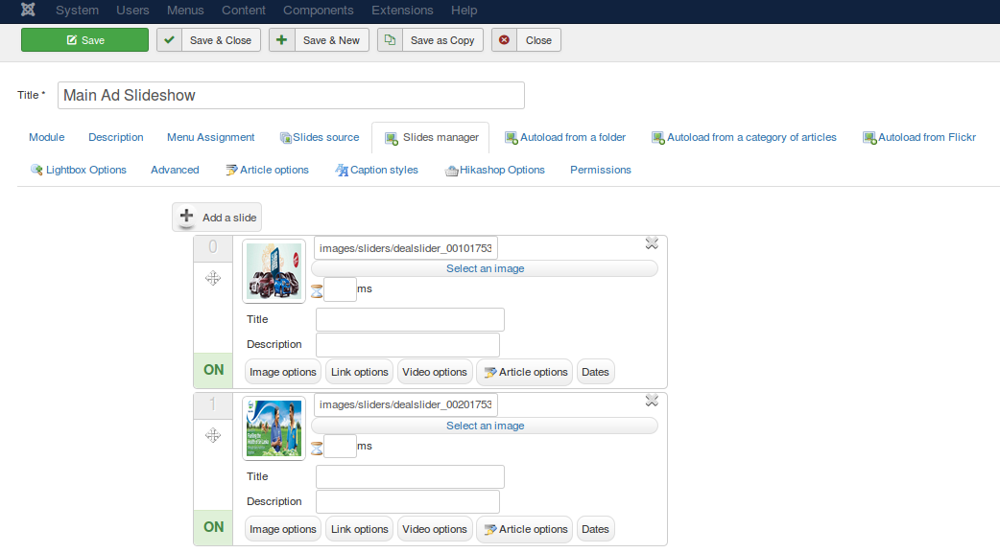 System Users Menus Content Components Extensions Help
Save Save & Close Save & New Save as Copy Close
Title * Main Ad Slideshow
Module Description Menu Assignment Slides source Slides manager Autoload from a folder Autoload from a category of articles Autoload from Flickr
Lightbox Options Advanced Article options Caption styles Hikashop Options Permissions
Add a slide
0
images/sliders/dealslider_00101753
Select an image
ms
Title
Description
ON Image options Link options Video options Article options Dates
1
images/sliders/dealslider_00201753
Select an image
ms
Title
Description
ON Image options Link options Video options Article options Dates